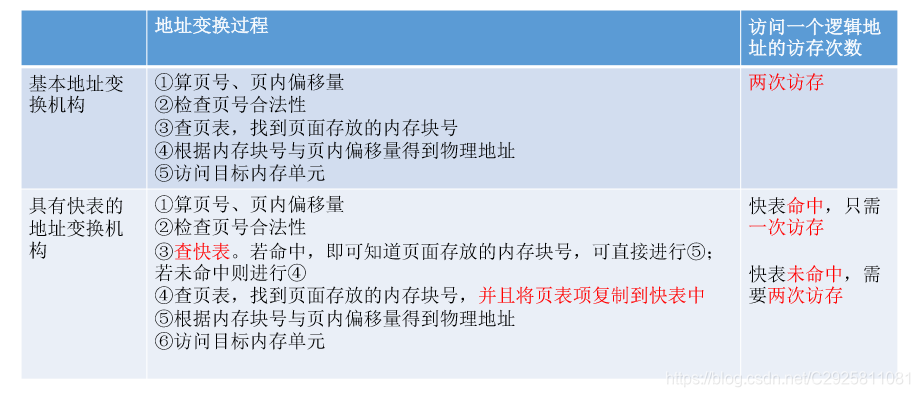 地址变换过程
访问一个逻辑地
址的访存次数
基本地址变
换机构
①算页号、页内偏移量
②检查页号合法性
③查页表，找到页面存放的内存块号
④根据内存块号与页内偏移量得到物理地址
⑤访问目标内存单元
两次访存
具有快表的
地址变换机
构
①算页号、页内偏移量
②检查页号合法性
③查快表。若命中，即可知道页面存放的内存块号，可直接进行⑤；
若未命中则进行④
④查页表，找到页面存放的内存块号，并且将页表项复制到快表中
⑤根据内存块号与页内偏移量得到物理地址
⑥访问目标内存单元
快表命中，只需
一次访存
快表未命中，需
要两次访存
https://blog.csdn.net/C2925811081